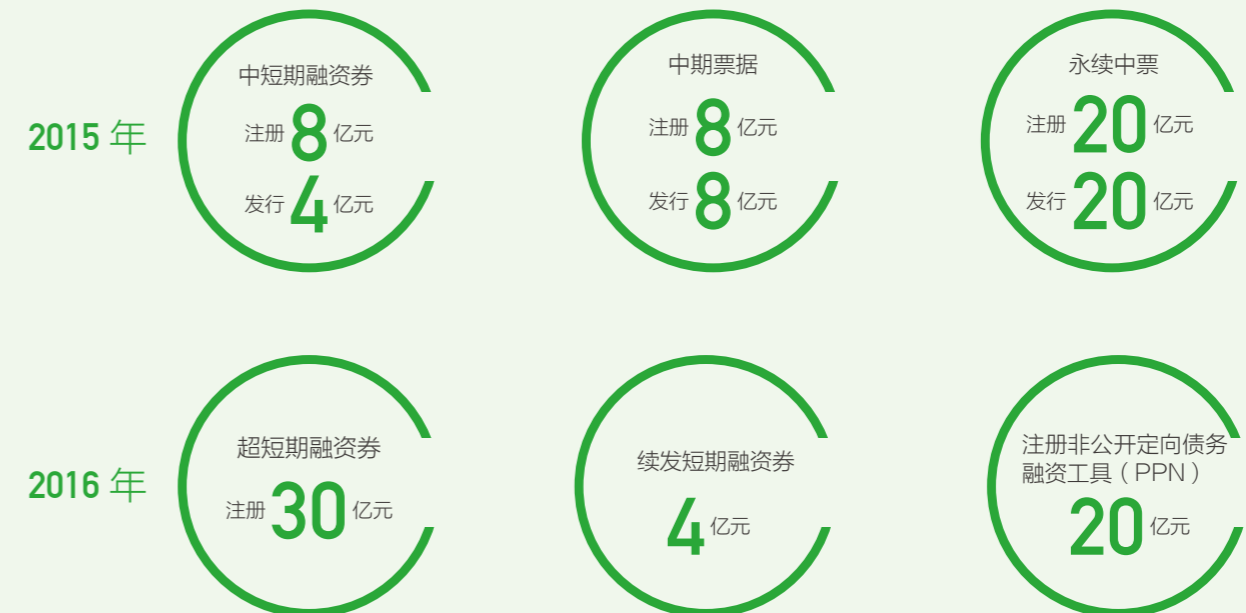 2015 年
中短期融资券
注册 8 亿元
发行 4 亿元
中期票据
注册 8 亿元
发行 8 亿元
永续中票
注册 20 亿元
发行 20 亿元
2016 年
超短期融资券
注册 30 亿元
续发短期融资券
4 亿元
注册非公开定向债务
融资工具（PPN）
20 亿元